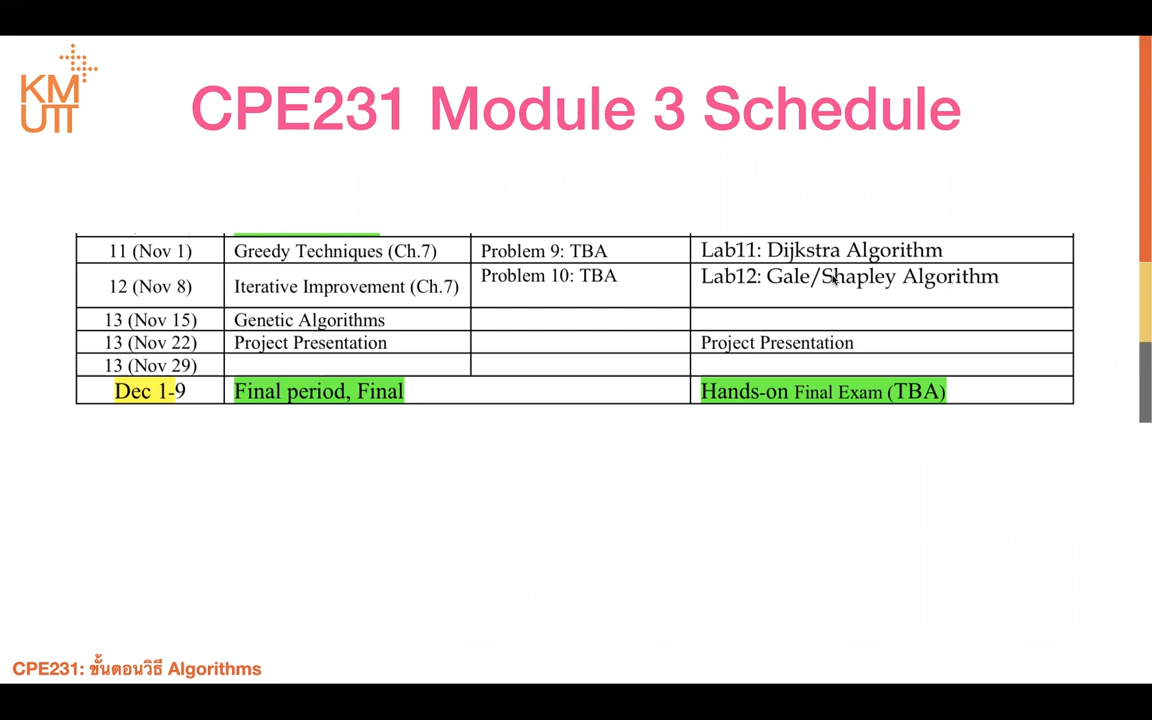 KM
UTT
CPE231 Module 3 Schedule
11 (Nov 1) Greedy Techniques (Ch.7) Problem 9: TBA Lab11: Dijkstra Algorithm
12 (Nov 8) Iterative Improvement (Ch.7) Problem 10: TBA Lab12: Gale/Shapley Algorithm
13 (Nov 15) Genetic Algorithms
13 (Nov 22) Project Presentation Project Presentation
13 (Nov 29)
Dec 1-9 Final period, Final Hands-on Final Exam (TBA)
CPE231: ขั้นตอนวิธี Algorithms